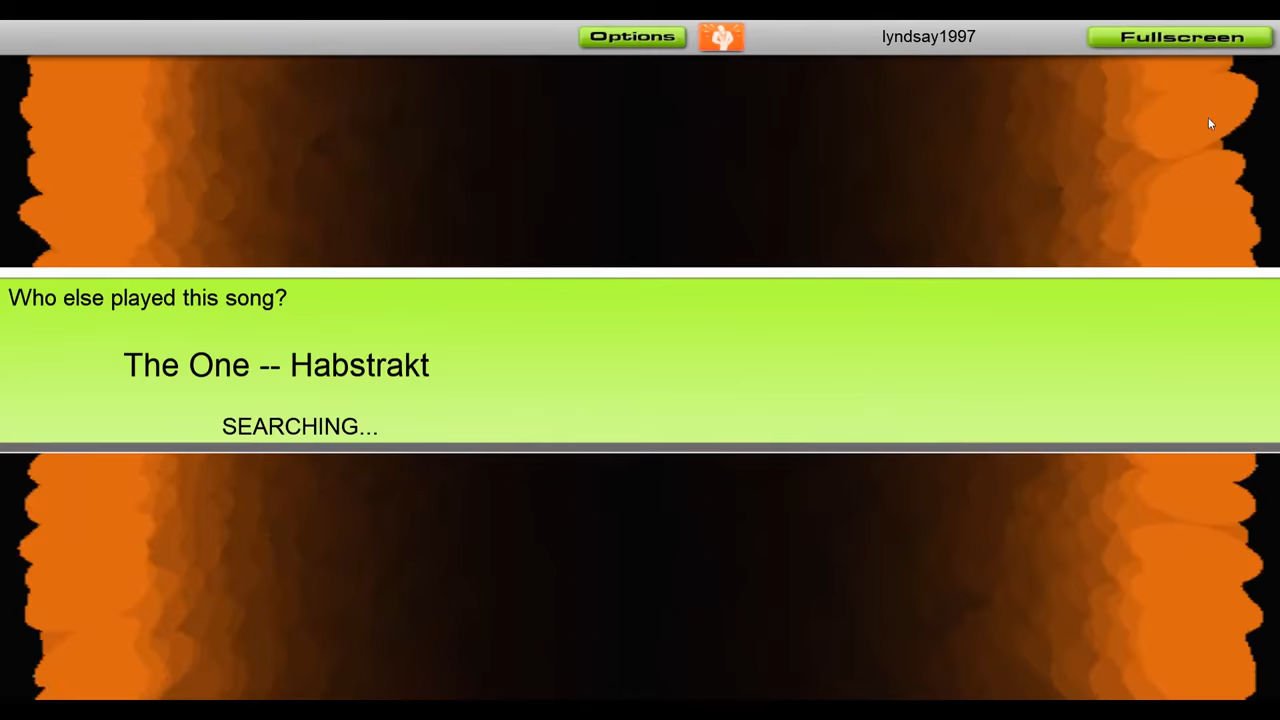 Options
lyndsay1997
Fullscreen
Who else played this song?
The One -- Habstrakt
SEARCHING...